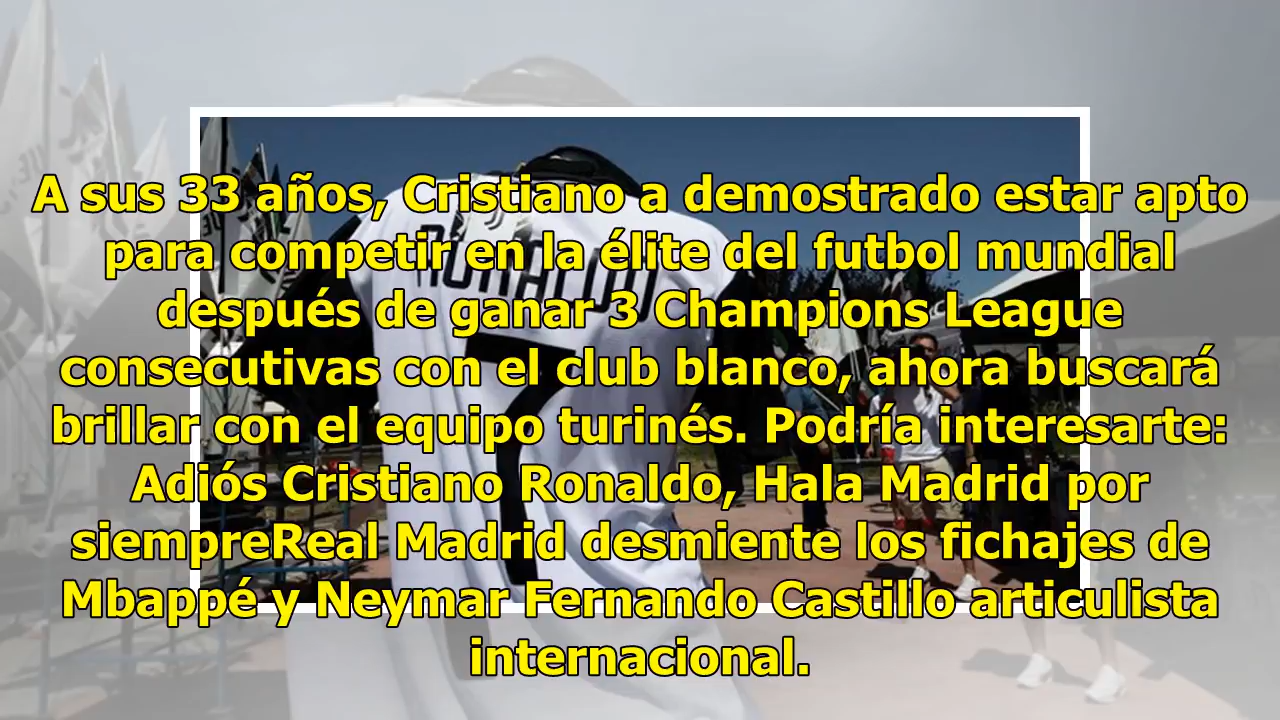 A sus 33 años, Cristiano a demostrado estar apto
para competir en la élite del futbol mundial
después de ganar 3 Champions League
consecutivas con el club blanco, ahora buscará
brillar con el equipo turinés. Podría interesarte:
Adiós Cristiano Ronaldo, Hala Madrid por
siempreReal Madrid desmiente los fichajes de
Mbappé y Neymar Fernando Castillo articulista
internacional.
RONALDO
7